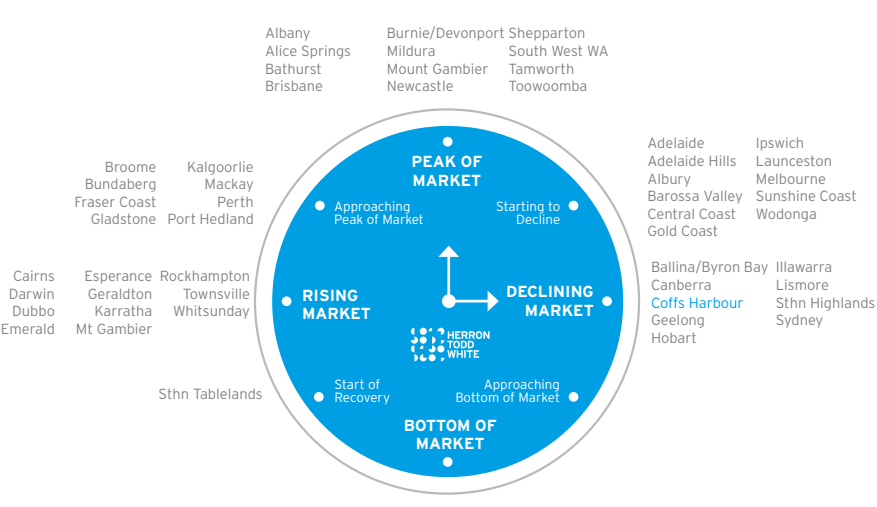 Albany
Alice Springs
Bathurst
Brisbane
Burnie/Devonport
Mildura
Mount Gambier
Newcastle
Shepparton
South West WA
Tamworth
Toowoomba
PEAK OF
MARKET
Adelaide
Adelaide Hills
Albury
Barossa Valley
Central Coast
Gold Coast
Ipswich
Launceston
Melbourne
Sunshine Coast
Wodonga
Broome
Bundaberg
Fraser Coast
Gladstone
Kalgoorlie
Mackay
Perth
Port Hedland
Approaching
Peak of Market
Starting to
Decline
Cairns
Darwin
Dubbo
Emerald
Esperance
Geraldton
Karratha
Mt Gambier
Rockhampton
Townsville
Whitsunday
RISING
MARKET
DECLINING
MARKET
Ballina/Byron Bay
Canberra
Coffs Harbour
Geelong
Hobart
Illawarra
Lismore
Sthn Highlands
Sydney
HERRON
TODD
WHITE
Sthn Tablelands
Start of
Recovery
Approaching
Bottom of Market
BOTTOM OF
MARKET